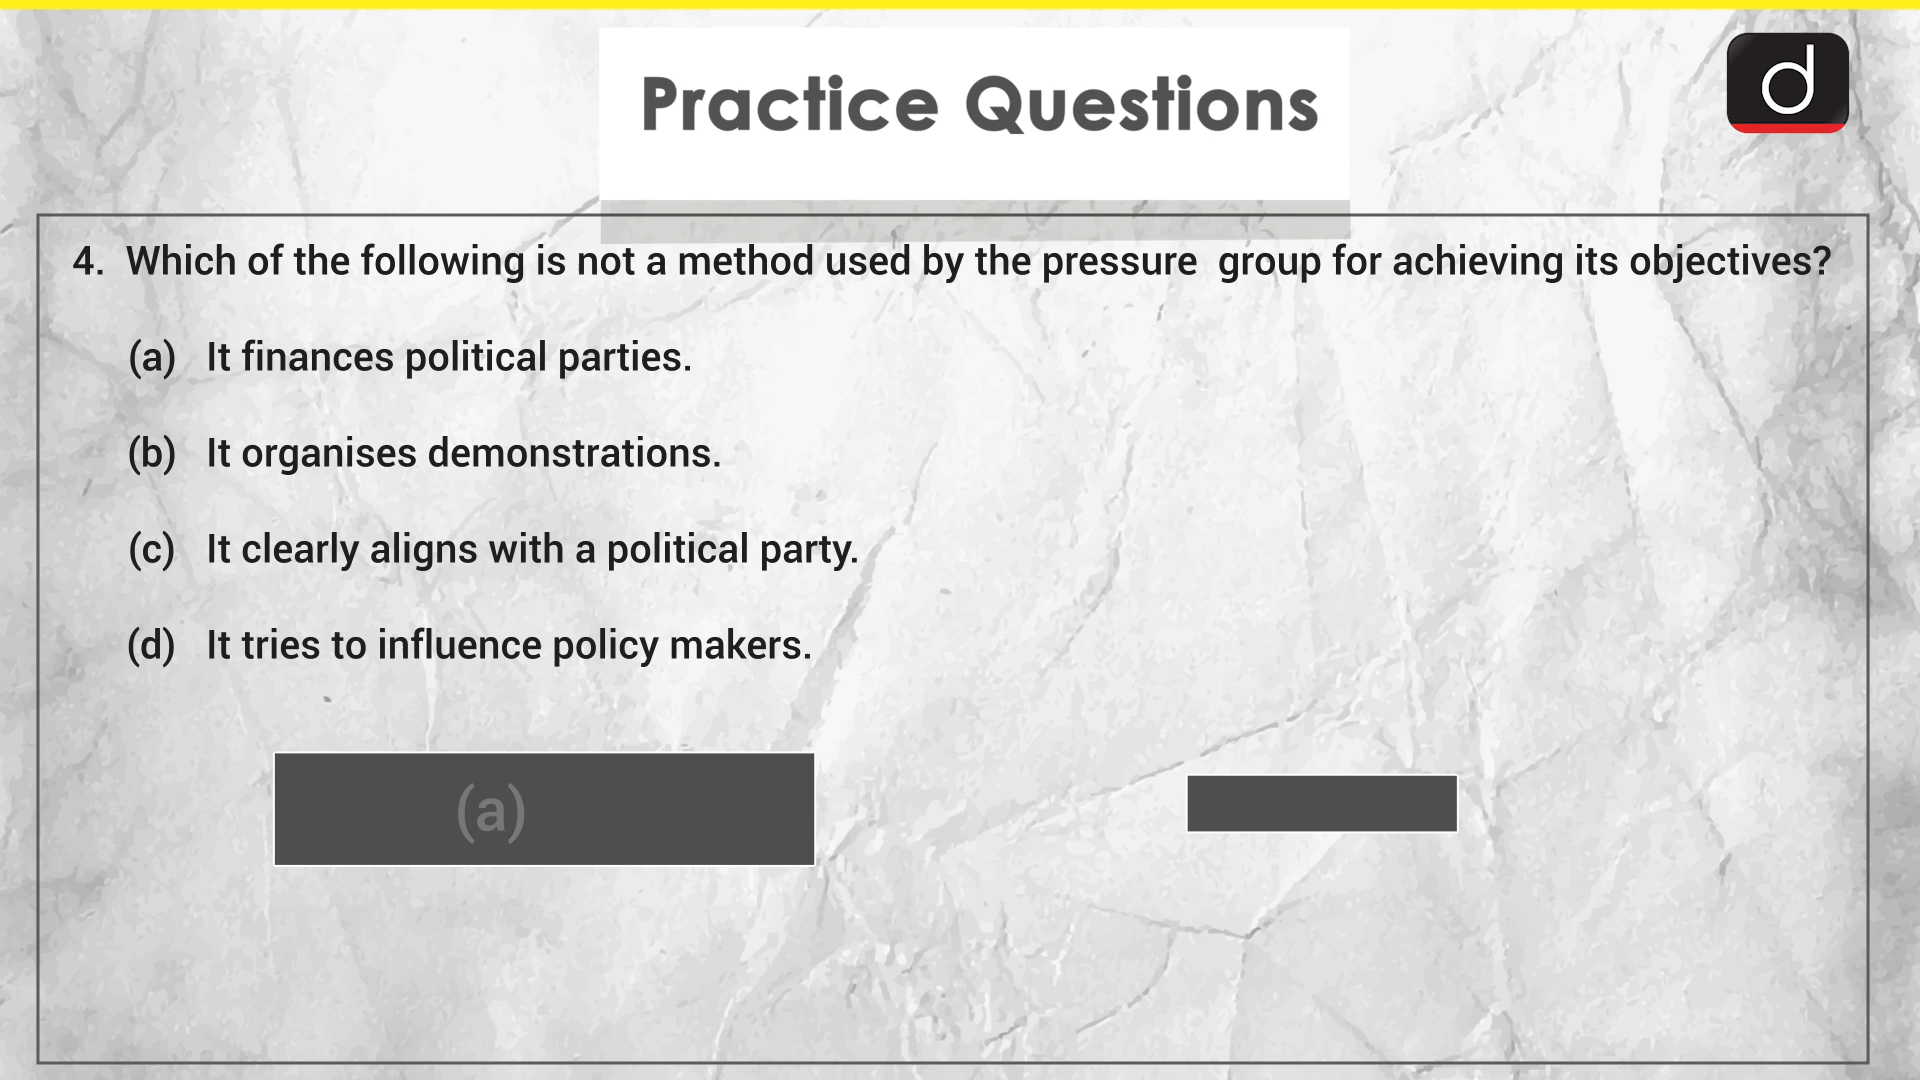 Practice Questions
d
4. Which of the following is not a method used by the pressure group for achieving its objectives?
(a) It finances political parties.
(b) It organises demonstrations.
(c) It clearly aligns with a political party.
(d) It tries to influence policy makers.
(a)